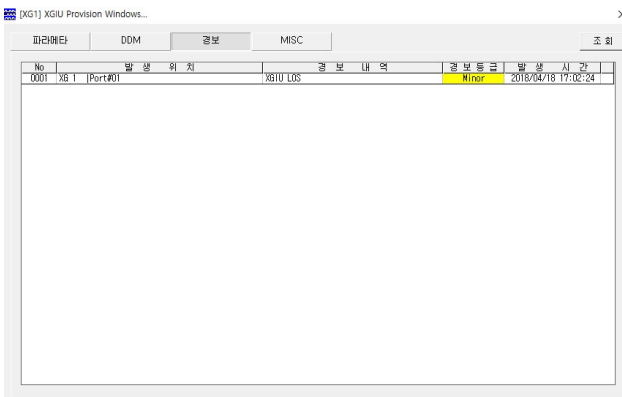 [XG1] XGIU Provision Windows...
파라메타 DDM 경보 MISC 조 회
No 발 생 위 치 경 보 내 역 경 보 등 급 발 생 시 간
0001 XG 1 |Port#01 XGIU LOS Minor 2018/04/18 17:02:24